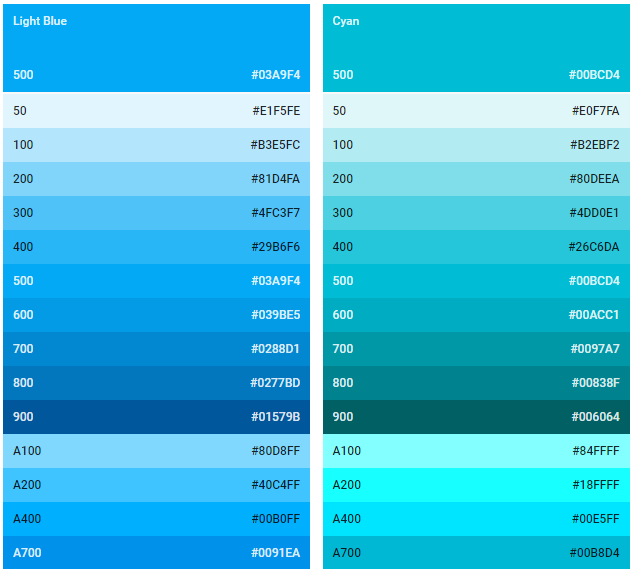 Light Blue
500 #03A9F4
50 #E1F5FE
100 #B3E5FC
200 #81D4FA
300 #4FC3F7
400 #29B6F6
500 #03A9F4
600 #039BE5
700 #0288D1
800 #0277BD
900 #01579B
A100 #80D8FF
A200 #40C4FF
A400 #00B0FF
A700 #0091EA
Cyan
500 #00BCD4
50 #E0F7FA
100 #B2EBF2
200 #80DEEA
300 #4DD0E1
400 #26C6DA
500 #00BCD4
600 #00ACC1
700 #0097A7
800 #00838F
900 #006064
A100 #84FFFF
A200 #18FFFF
A400 #00E5FF
A700 #00B8D4